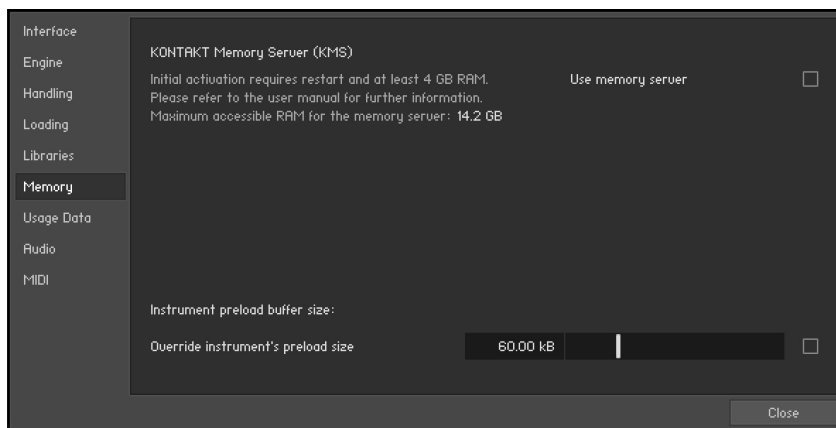 Interface
Engine
Handling
Loading
Libraries
Memory
Usage Data
Audio
MIDI
KONTAKT Memory Server (KMS)
Initial activation requires restart and at least 4 GB RAM.
Please refer to the user manual for further information.
Maximum accessible RAM for the memory server: 14.2 GB
Use memory server
Instrument preload buffer size:
Override instrument's preload size 60.00 kB
Close